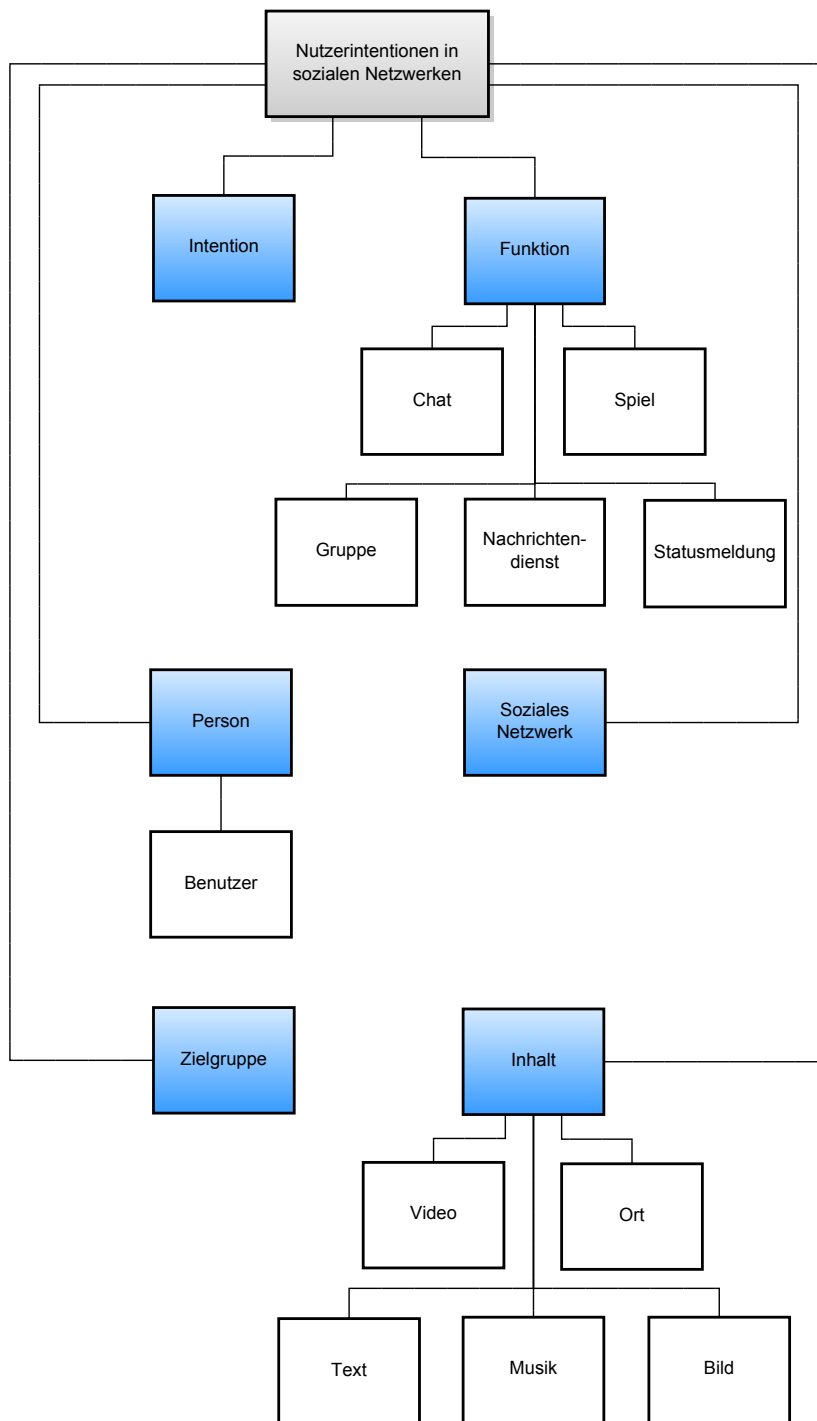 Nutzerintentionen in
sozialen Netzwerken
Intention
Funktion
Chat
Spiel
Gruppe
Nachrichten-
dienst
Statusmeldung
Person
Soziales
Netzwerk
Benutzer
Zielgruppe
Inhalt
Video
Ort
Text
Musik
Bild